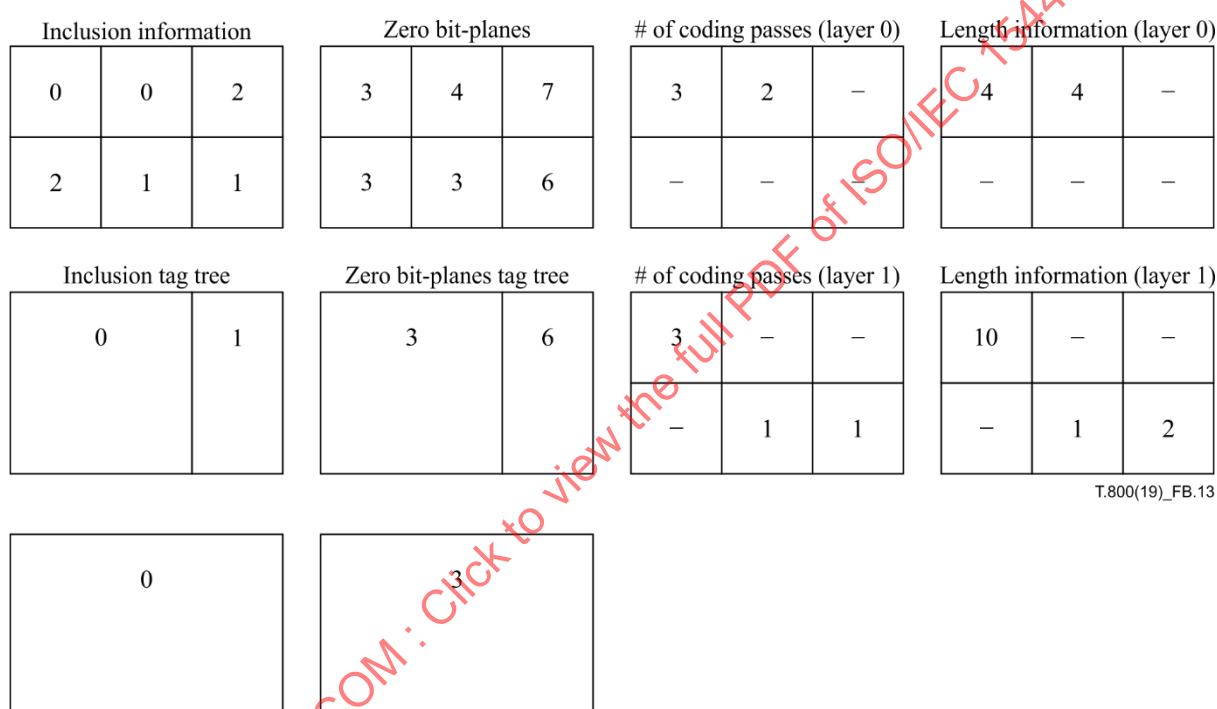 Inclusion information Zero bit-planes # of coding passes (layer 0) Length information (layer 0)
0 0 2 3 4 7 3 2 – 4 4 –
2 1 1 3 3 6 – – – – – –
Inclusion tag tree Zero bit-planes tag tree # of coding passes (layer 1) Length information (layer 1)
0 1 3 6 3 – – 10 – –
– 1 1 – 1 2
T.800(19)_FB.13
0 3
COM : Click to view the full PDF of ISO/IEC 1544